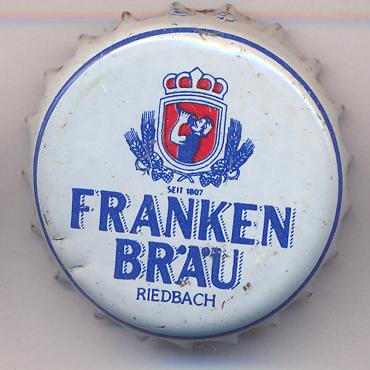 SEIT 1807
FRANKEN
BRÄU
RIEDBACH